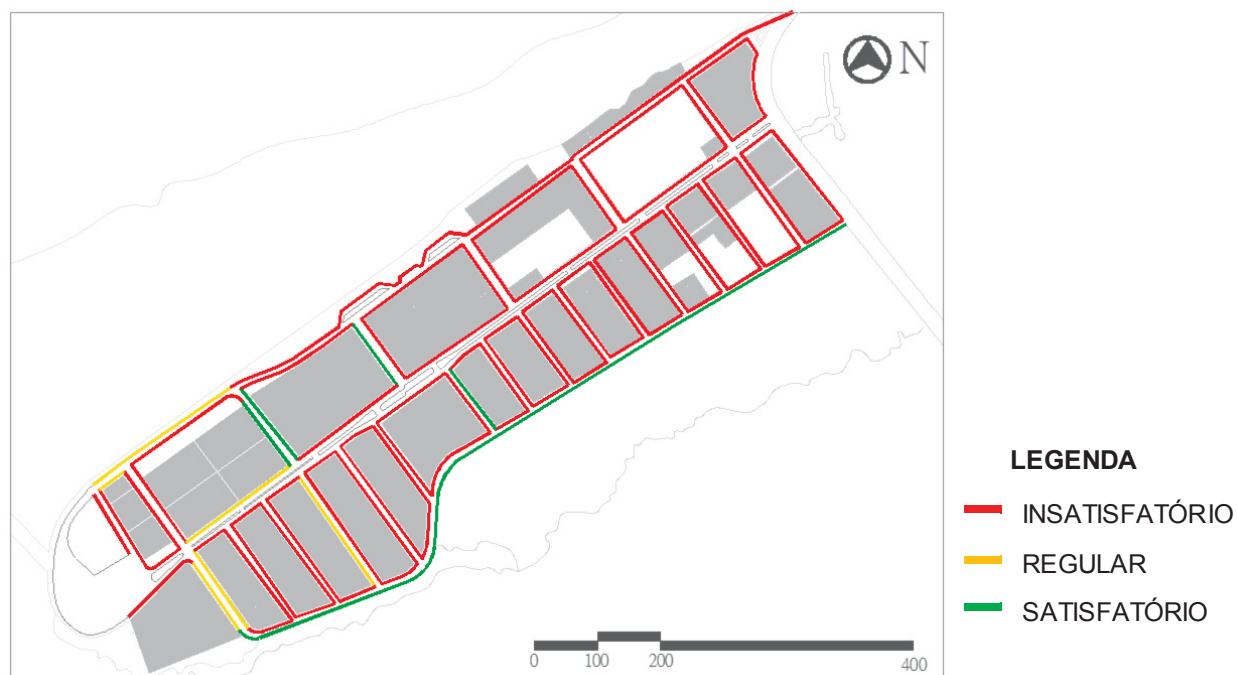 N
LEGENDA
INSATISFATÓRIO
REGULAR
SATISFATÓRIO
0 100 200 400